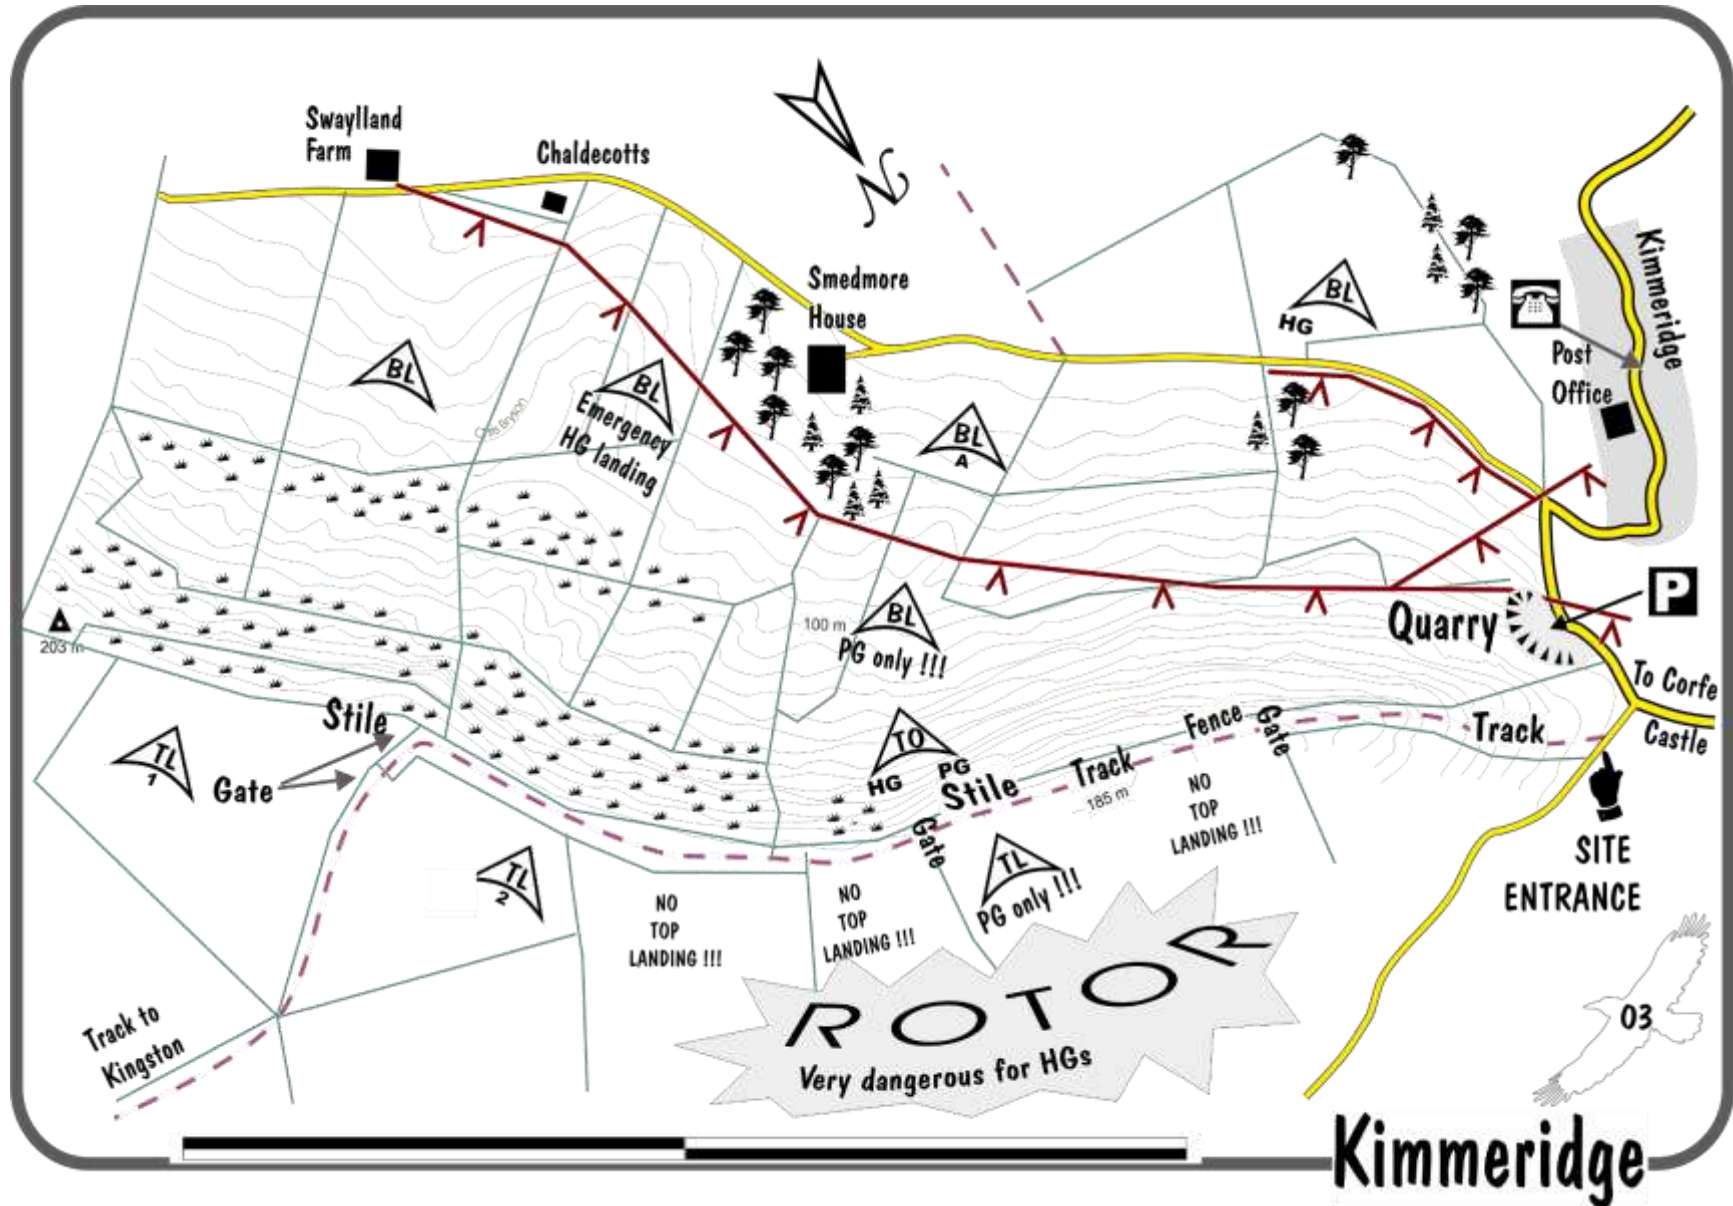 Swaylland
Farm
Chaldecotts
N
Smedmore
House
Kimmeridge
BL
HG
Post
Office
BL
BL
Emergency
HG landing
BL
A
Chris Bryson
BL
PG only !!!
100 m
Quarry
P
203 m
To Corfe
Castle
Stile
Gate
TL
1
TO
HG
PG
Stile
Track
Fence
Gate
Track
185 m
Gate
NO
TOP
LANDING !!!
SITE
ENTRANCE
TL
2
TL
PG only !!!
NO
TOP
LANDING !!!
NO
TOP
LANDING !!!
ROTOR
Very dangerous for HGs
03
Track to
Kingston
Kimmeridge